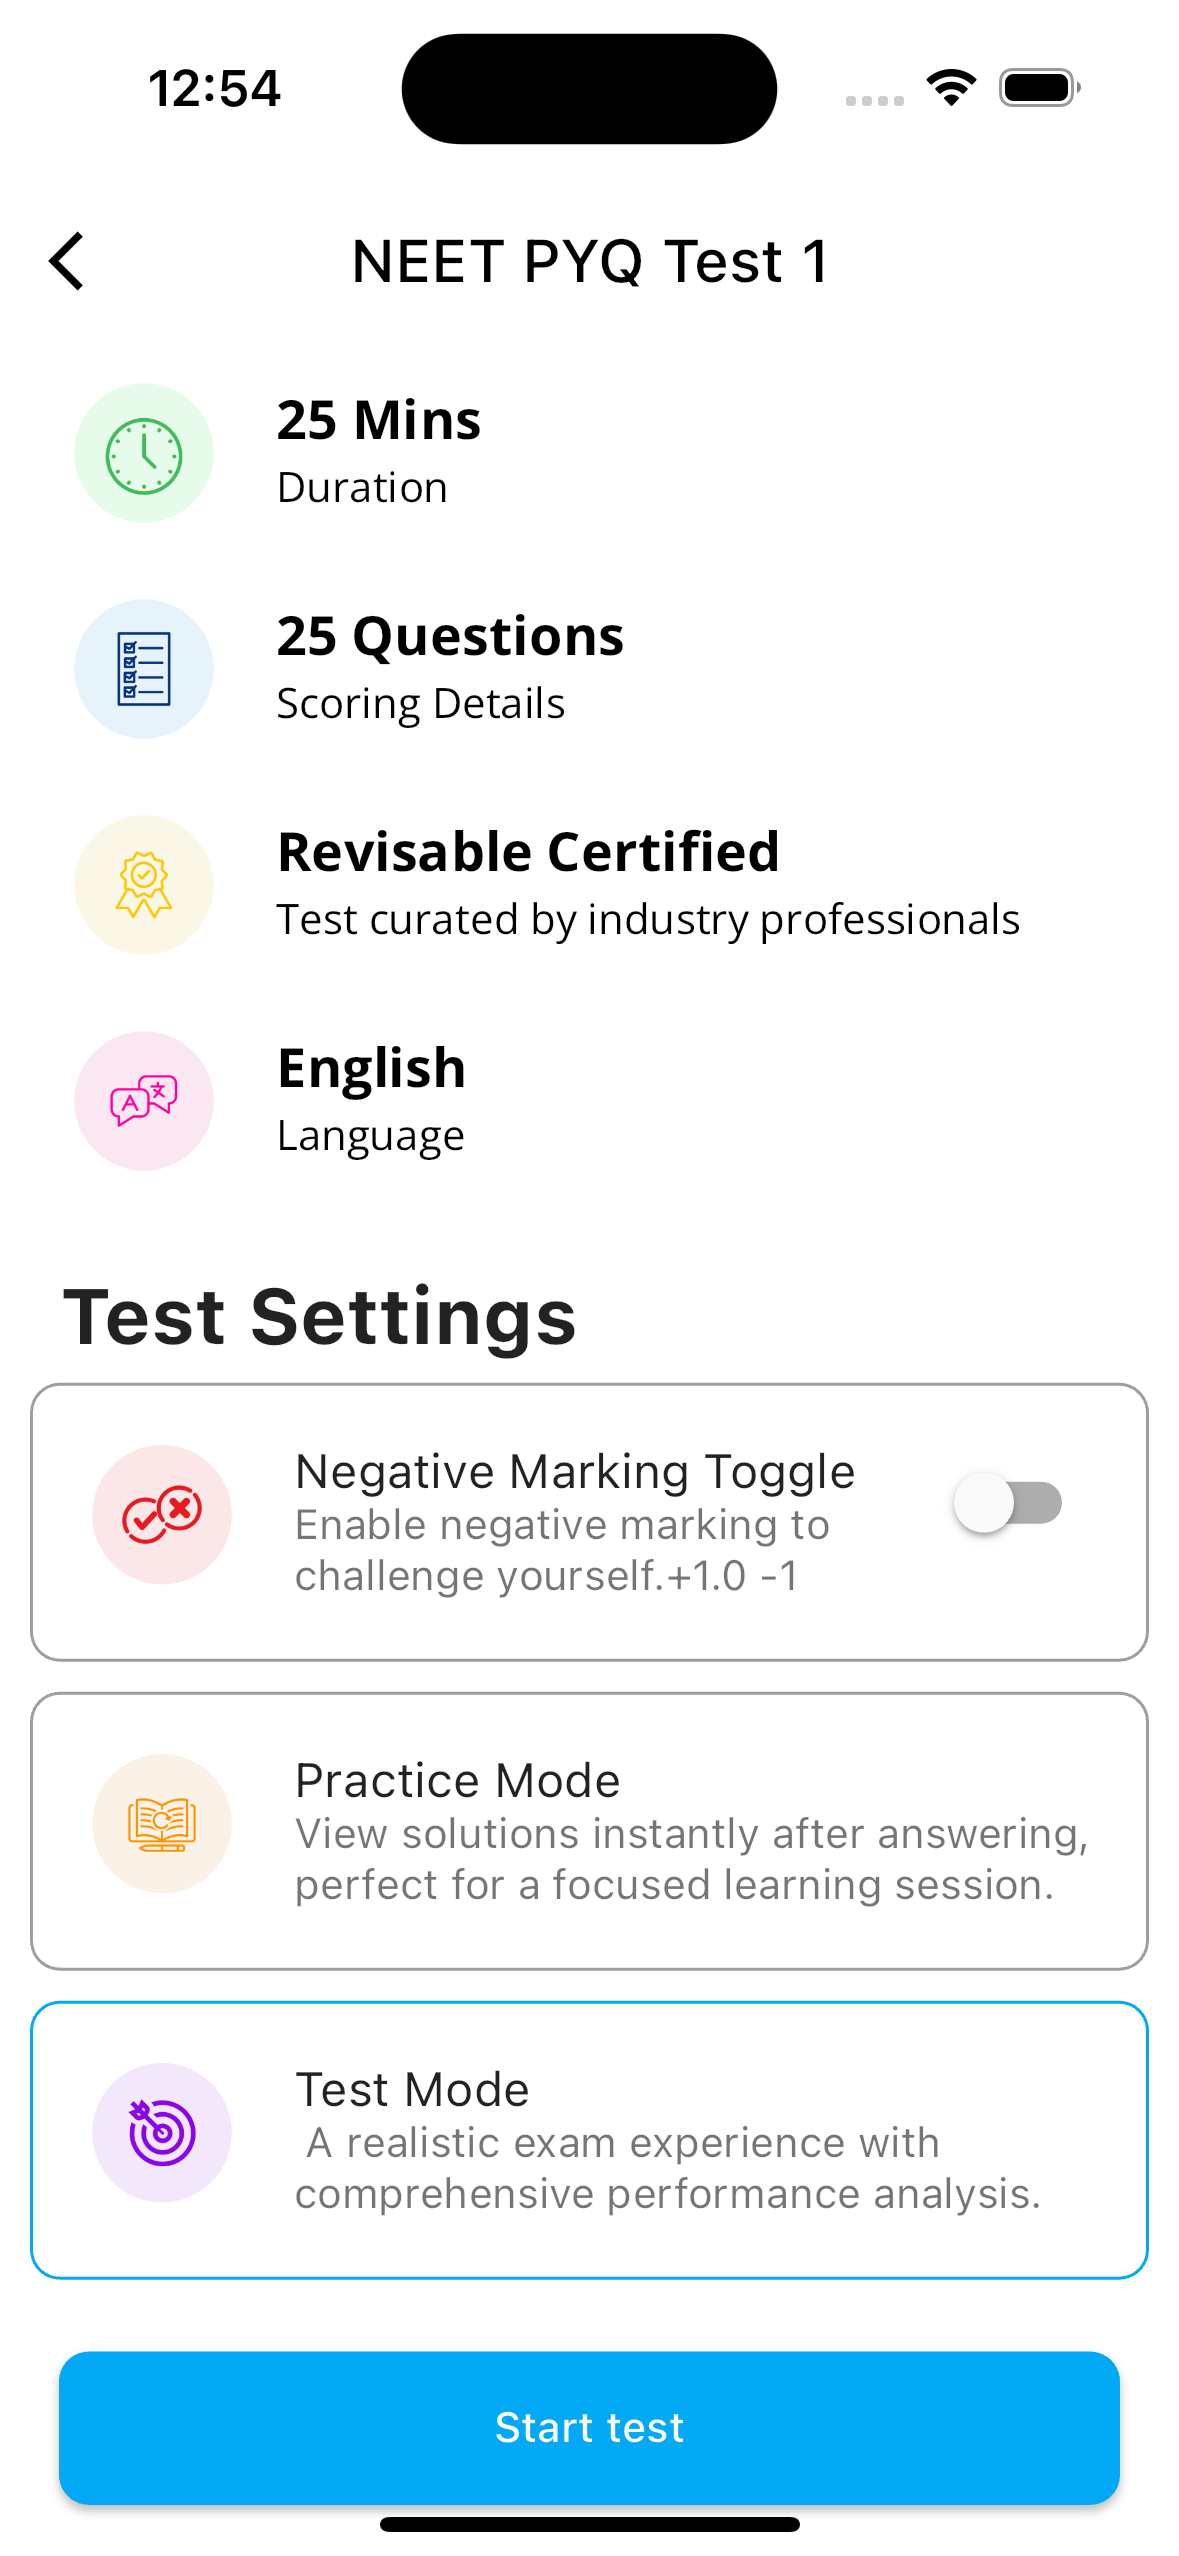 12:54
NEET PYQ Test 1
25 Mins
Duration
25 Questions
Scoring Details
Revisable Certified
Test curated by industry professionals
English
Language
Test Settings
Negative Marking Toggle
Enable negative marking to
challenge yourself.+1.0 -1
Practice Mode
View solutions instantly after answering,
perfect for a focused learning session.
Test Mode
A realistic exam experience with
comprehensive performance analysis.
Start test